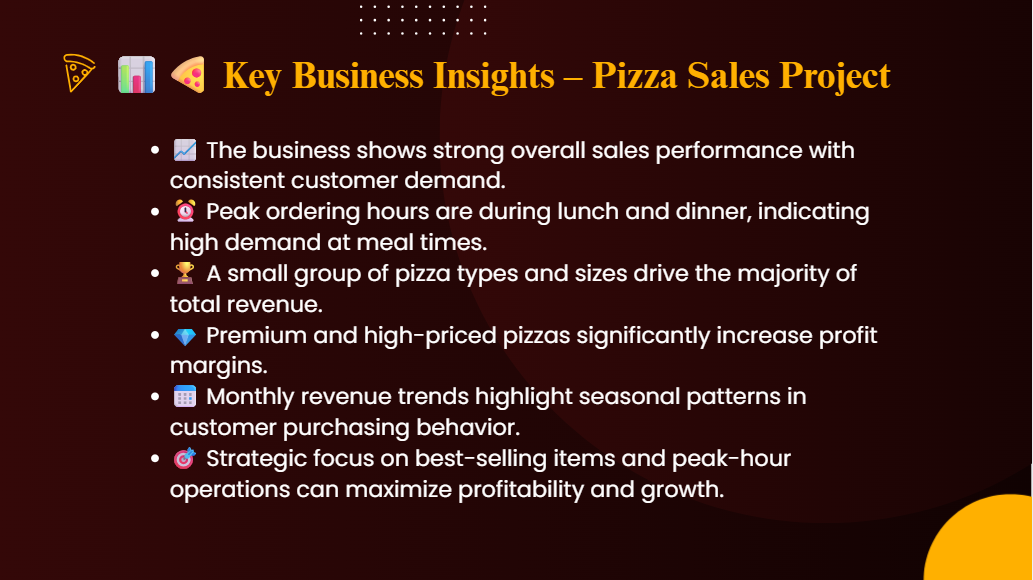 Key Business Insights – Pizza Sales Project
• 📈 The business shows strong overall sales performance with
consistent customer demand.
• ⏰ Peak ordering hours are during lunch and dinner, indicating
high demand at meal times.
• 🏆 A small group of pizza types and sizes drive the majority of
total revenue.
• 💎 Premium and high-priced pizzas significantly increase profit
margins.
• 📅 Monthly revenue trends highlight seasonal patterns in
customer purchasing behavior.
• 🎯 Strategic focus on best-selling items and peak-hour
operations can maximize profitability and growth.